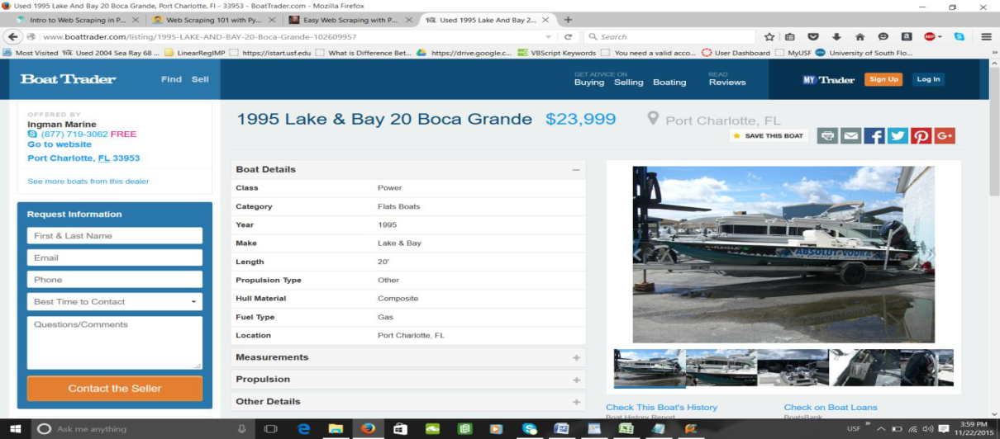 Used 1995 Lake And Bay 20 Boca Grande, Port Charlotte, Fl - 33953 - BoatTrader.com - Mozilla Firefox
Intro to Web Scraping in P...
Web Scraping 101 with Py...
Easy Web Scraping with P...
Used 1995 Lake And Bay 2...
www.boattrader.com/listing/1995-LAKE-AND-BAY-20-Boca-Grande-102609957
Search
Most Visited
Used 2004 Sea Ray 68 ...
LinearRegIMP
https://istart.usf.edu
What is Difference Bet...
https://drive.google.c...
VBScript Keywords
You need a valid acco...
User Dashboard
MyUSF
University of South Flo...
Boat Trader
Find Sell
GET ADVICE ON
Buying Selling Boating
READ
Reviews
MY Trader
Sign Up
Log In
OFFERED BY
Ingman Marine
(877) 719-3062 FREE
Go to website
Port Charlotte, FL 33953
See more boats from this dealer
Request Information
First & Last Name
Email
Phone
Best Time to Contact
Questions/Comments
Contact the Seller
1995 Lake & Bay 20 Boca Grande $23,999
Port Charlotte, FL
SAVE THIS BOAT
Boat Details
Class Power
Category Flats Boats
Year 1995
Make Lake & Bay
Length 20'
Propulsion Type Other
Hull Material Composite
Fuel Type Gas
Location Port Charlotte, FL
Measurements
Propulsion
Other Details
ABSOLUT-VODKA
Check This Boat's History
Boat History Report
Check on Boat Loans
BoatsBank
Ask me anything
USF
3:59 PM
11/22/2015